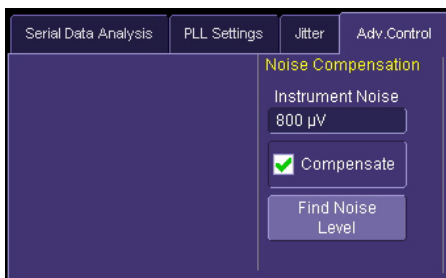 Serial Data Analysis PLL Settings Jitter Adv.Control
Noise Compensation
Instrument Noise
800 µV
Compensate
Find Noise
Level